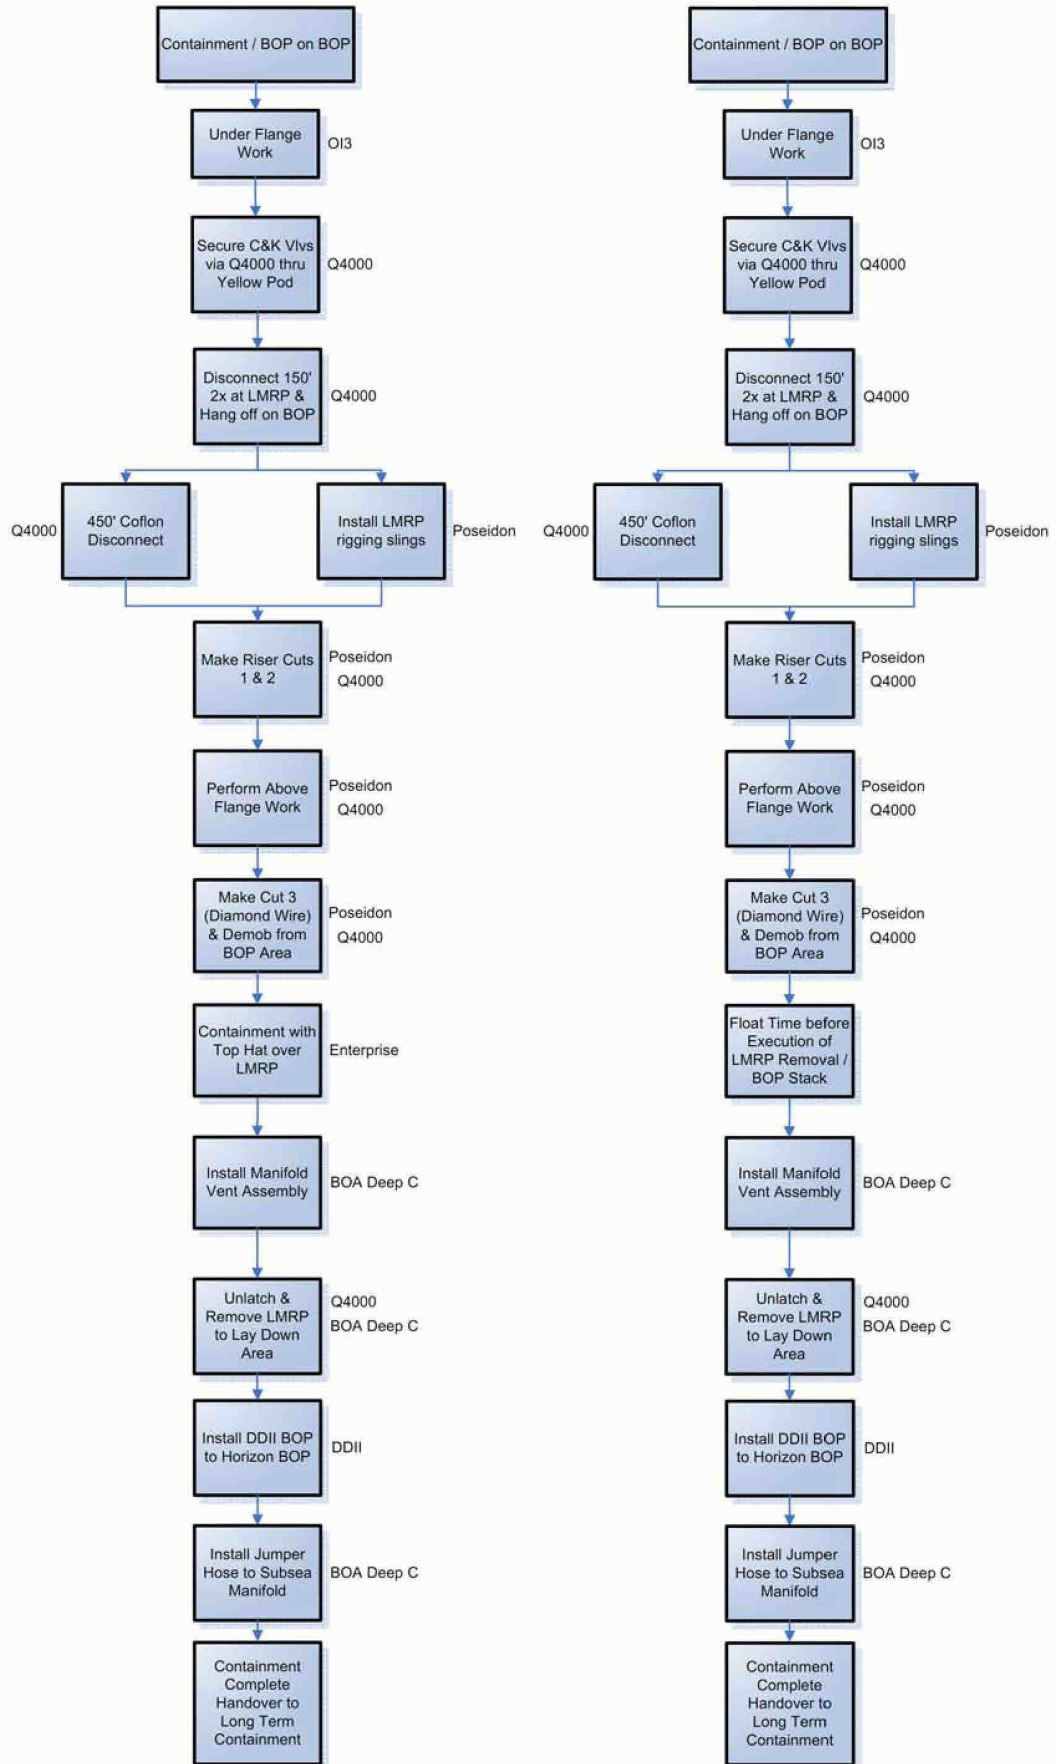 Containment / BOP on BOP
Under Flange
Work
OI3
Secure C&K Vlvs
via Q4000 thru
Yellow Pod
Q4000
Disconnect 150'
2x at LMRP &
Hang off on BOP
Q4000
Q4000
450' Coflon
Disconnect
Install LMRP
rigging slings
Poseidon
Make Riser Cuts
1 & 2
Poseidon
Q4000
Perform Above
Flange Work
Poseidon
Q4000
Make Cut 3
(Diamond Wire)
& Demob from
BOP Area
Poseidon
Q4000
Containment with
Top Hat over
LMRP
Enterprise
Install Manifold
Vent Assembly
BOA Deep C
Unlatch &
Remove LMRP
to Lay Down
Area
Q4000
BOA Deep C
Install DDII BOP
to Horizon BOP
DDII
Install Jumper
Hose to Subsea
Manifold
BOA Deep C
Containment
Complete
Handover to
Long Term
Containment
Containment / BOP on BOP
Under Flange
Work
OI3
Secure C&K Vlvs
via Q4000 thru
Yellow Pod
Q4000
Disconnect 150'
2x at LMRP &
Hang off on BOP
Q4000
Q4000
450' Coflon
Disconnect
Install LMRP
rigging slings
Poseidon
Make Riser Cuts
1 & 2
Poseidon
Q4000
Perform Above
Flange Work
Poseidon
Q4000
Make Cut 3
(Diamond Wire)
& Demob from
BOP Area
Poseidon
Q4000
Float Time before
Execution of
LMRP Removal /
BOP Stack
Install Manifold
Vent Assembly
BOA Deep C
Unlatch &
Remove LMRP
to Lay Down
Area
Q4000
BOA Deep C
Install DDII BOP
to Horizon BOP
DDII
Install Jumper
Hose to Subsea
Manifold
BOA Deep C
Containment
Complete
Handover to
Long Term
Containment